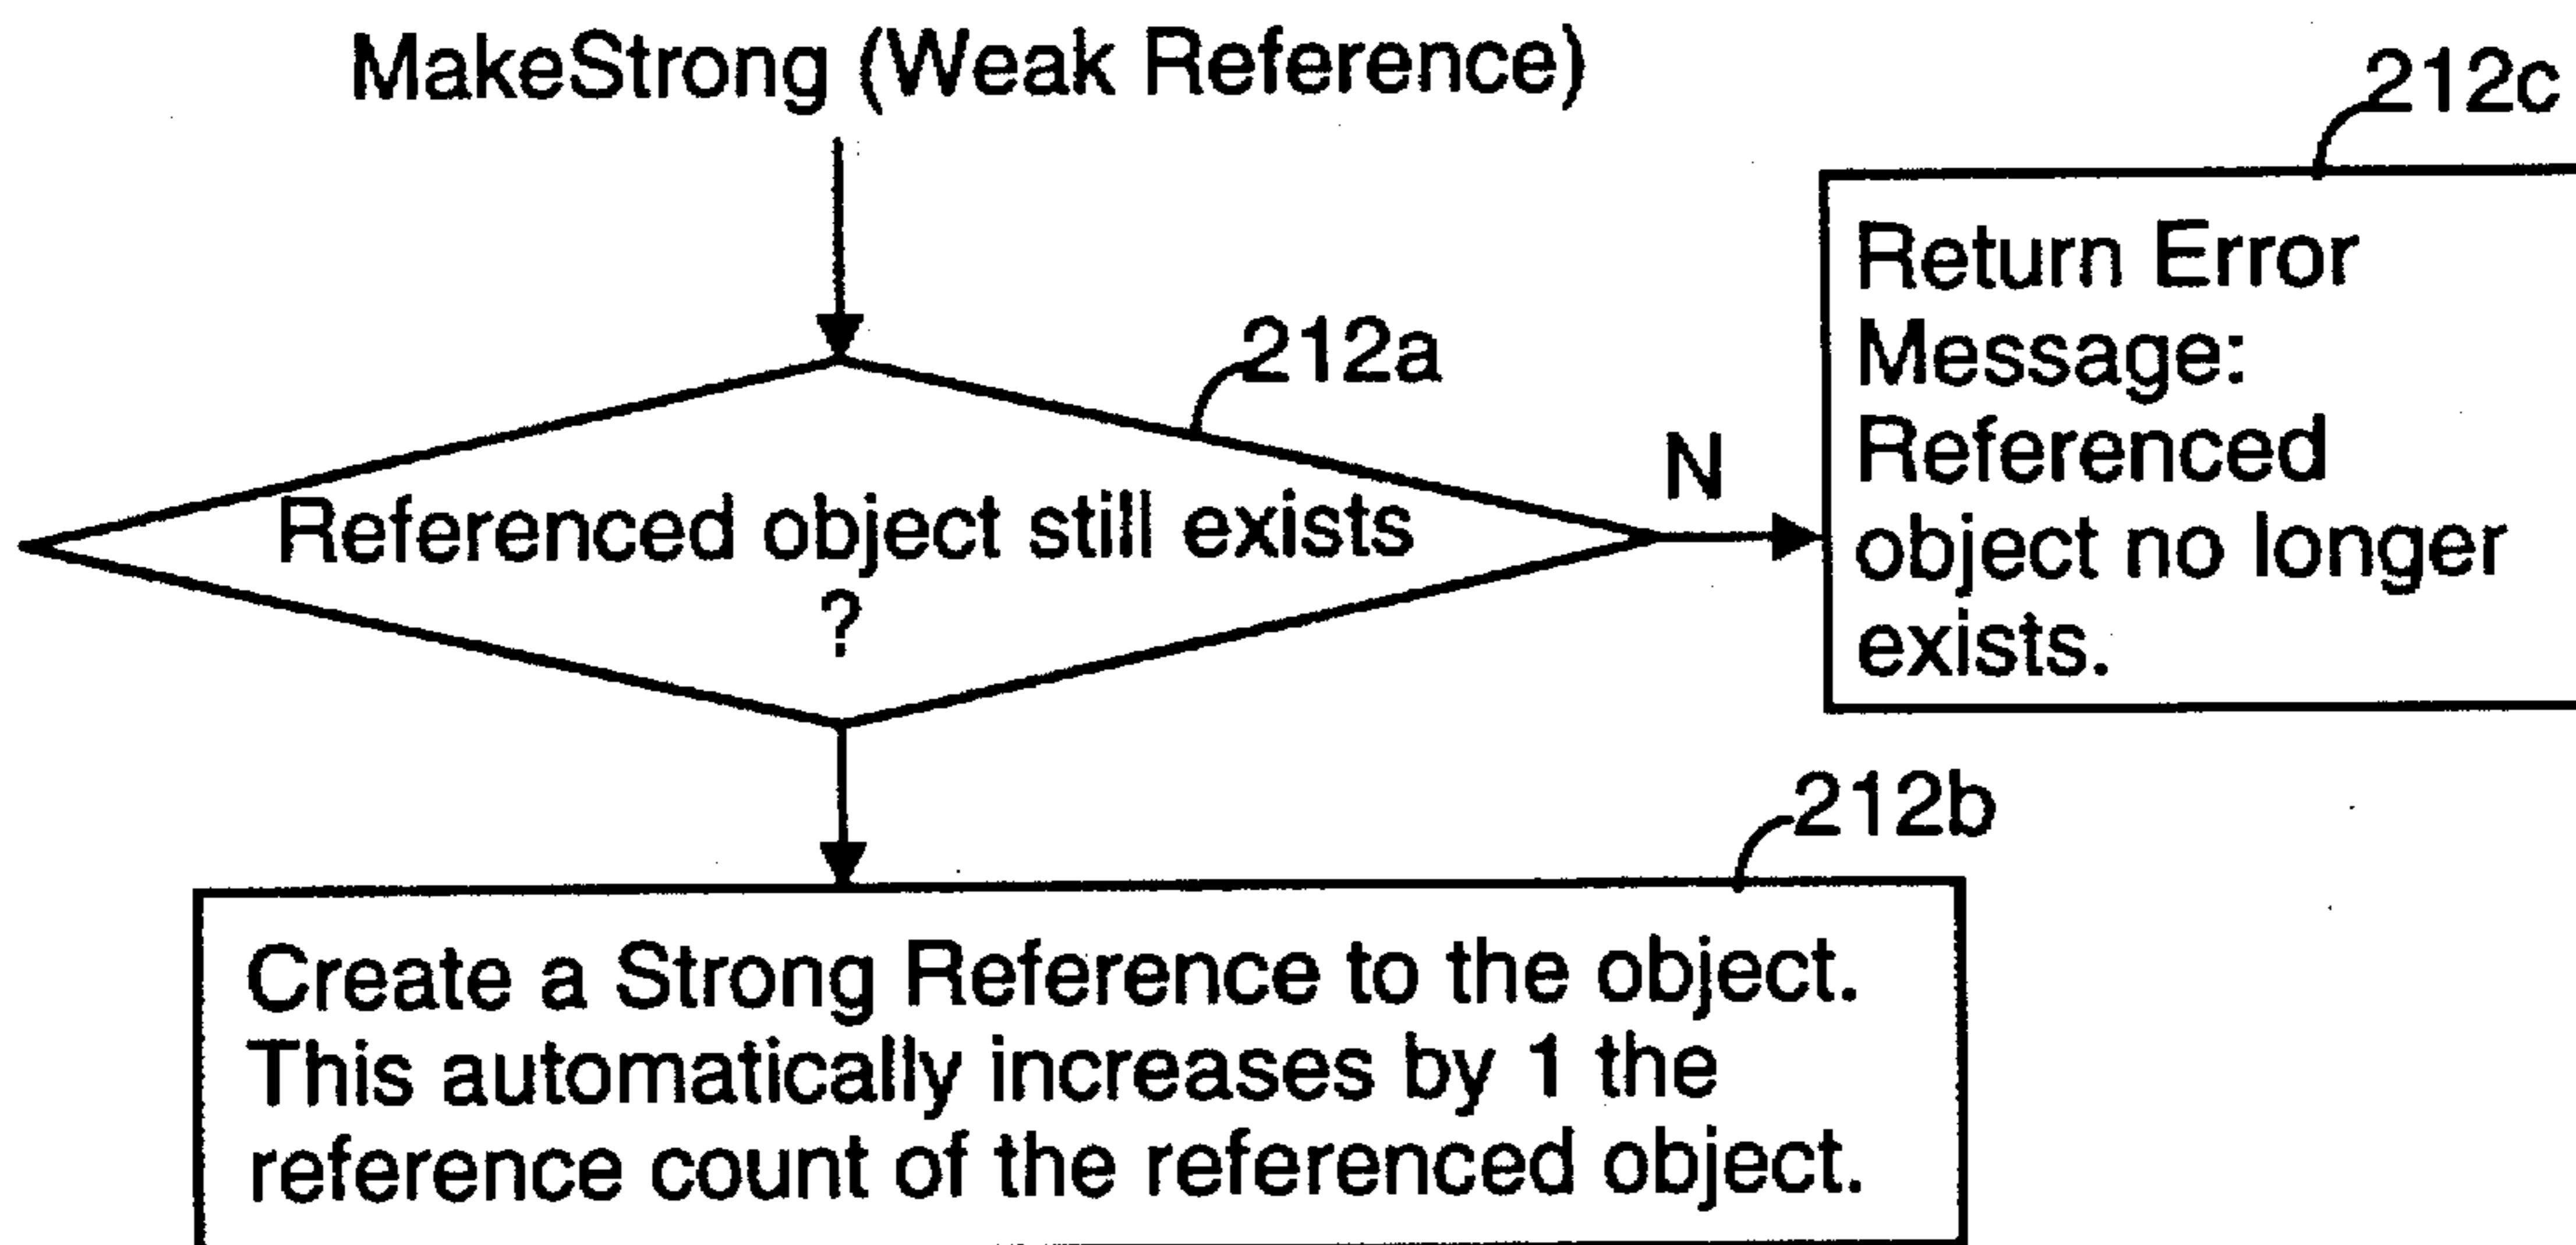 MakeStrong (Weak Reference)
212c
Return Error
Message:
Referenced
object no longer
exists.
212a
N
Referenced object still exists
?
212b
Create a Strong Reference to the object.
This automatically increases by 1 the
reference count of the referenced object.